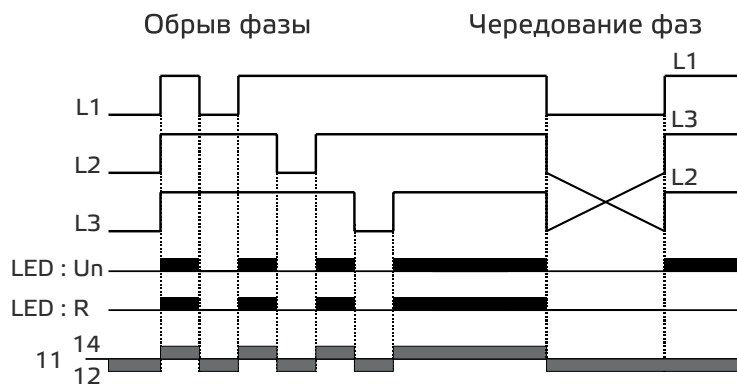 Обрыв фазы
Чередование фаз
L1
L1
L3
L2
L2
L3
LED : Un
LED : R
14
11
12